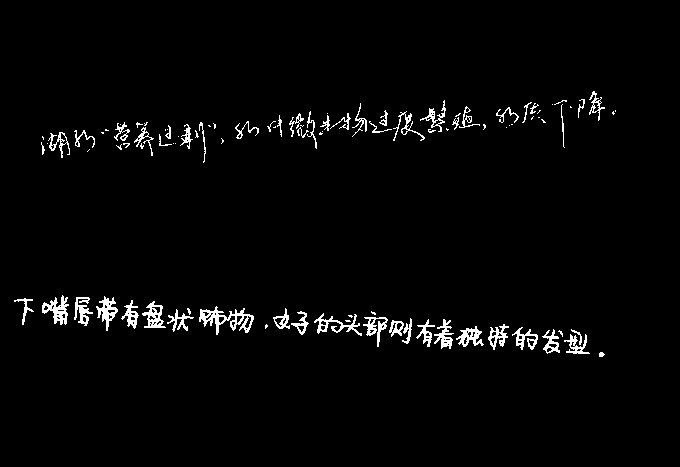 湖水“营养过剩”，水中微生物过度繁殖，水质下降。
下嘴唇带有盘状饰物，女子的头部则有着独特的发型。